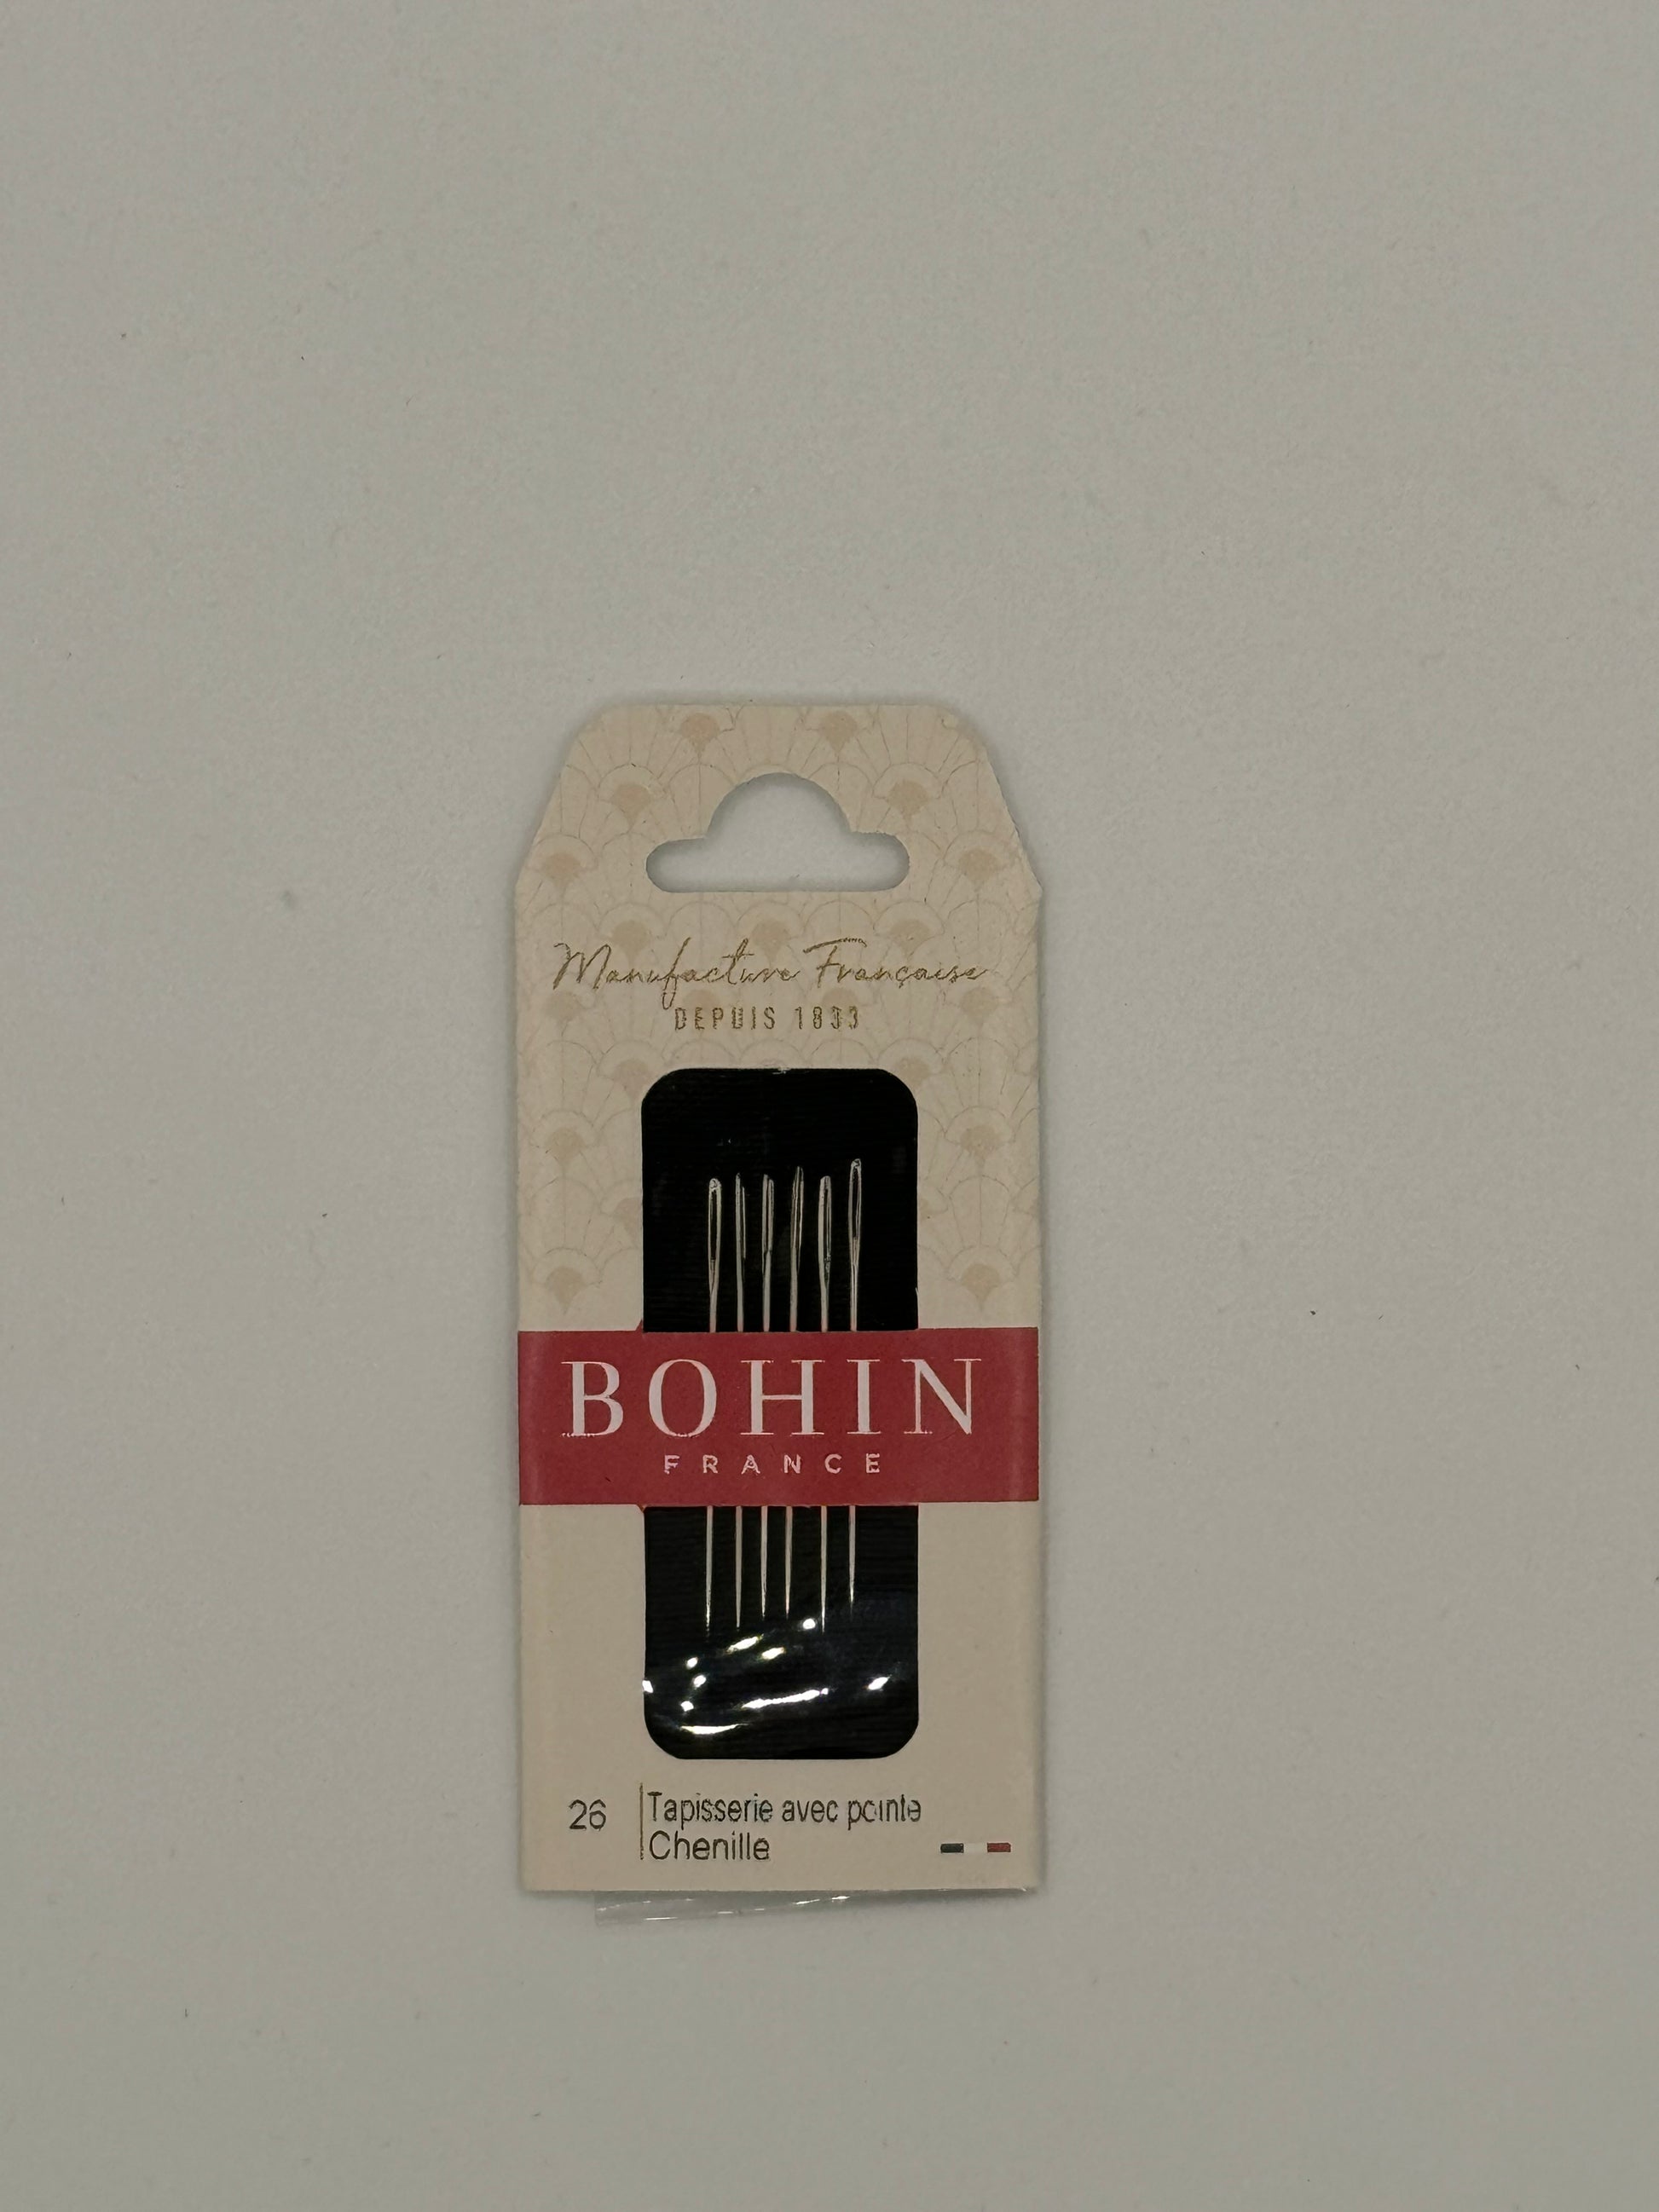 Manufacture Française
DEPUIS 1833
BOHIN
FRANCE
26
Tapisserie avec pointe
Chenille